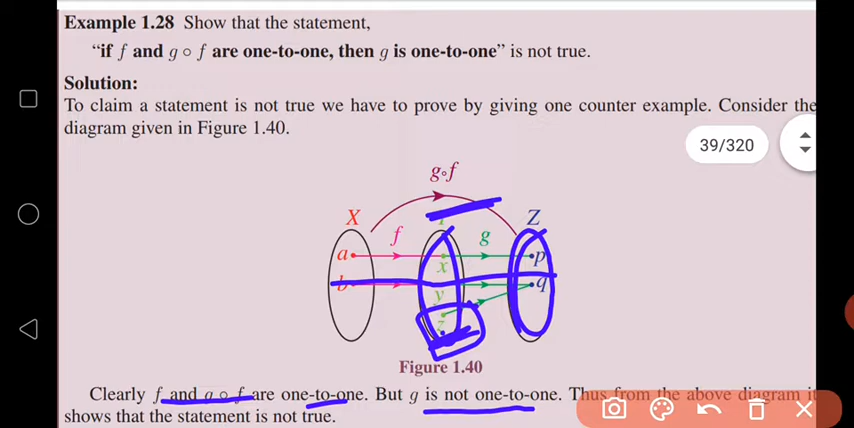 Example 1.28 Show that the statement,
“if f and g ∘ f are one-to-one, then g is one-to-one” is not true.
Solution:
To claim a statement is not true we have to prove by giving one counter example. Consider the
diagram given in Figure 1.40.
39/320
g∘f
X Z
f g
a x p
b y q
z
Figure 1.40
Clearly f and g ∘ f are one-to-one. But g is not one-to-one. Thus from the above diagram it
shows that the statement is not true.